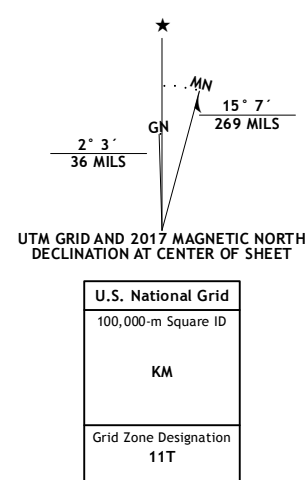 ★
MN
GN
15° 7´
269 MILS
2° 3´
36 MILS
UTM GRID AND 2017 MAGNETIC NORTH
DECLINATION AT CENTER OF SHEET
U.S. National Grid
100,000-m Square ID
KM
Grid Zone Designation
11T